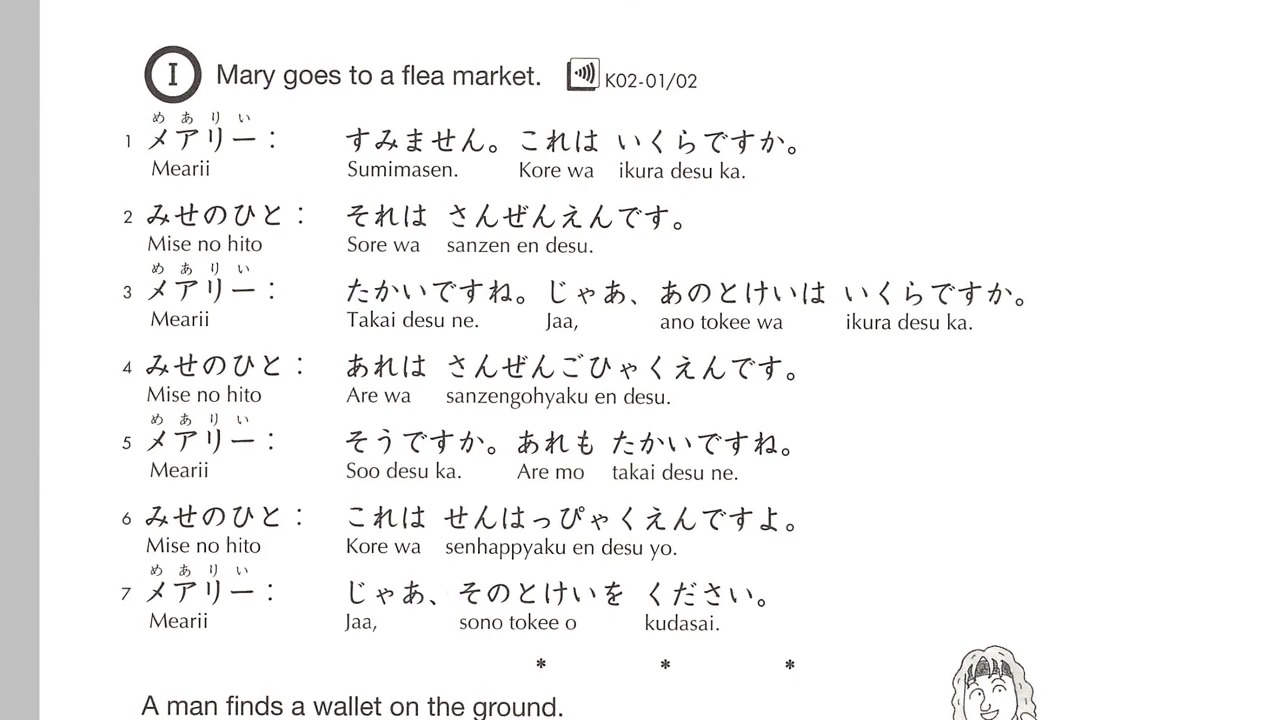 I Mary goes to a flea market. K02-01/02
め あ り い
1 メアリー： すみません。これは いくらですか。
Mearii Sumimasen. Kore wa ikura desu ka.
2 みせのひと： それは さんぜんえんです。
Mise no hito Sore wa sanzen en desu.
め あ り い
3 メアリー： たかいですね。じゃあ、あのとけいは いくらですか。
Mearii Takai desu ne. Jaa, ano tokee wa ikura desu ka.
4 みせのひと： あれは さんぜんごひゃくえんです。
Mise no hito Are wa sanzengohyaku en desu.
め あ り い
5 メアリー： そうですか。あれも たかいですね。
Mearii Soo desu ka. Are mo takai desu ne.
6 みせのひと： これは せんはっぴゃくえんですよ。
Mise no hito Kore wa senhappyaku en desu yo.
め あ り い
7 メアリー： じゃあ、そのとけいを ください。
Mearii Jaa, sono tokee o kudasai.
* * *
A man finds a wallet on the ground.